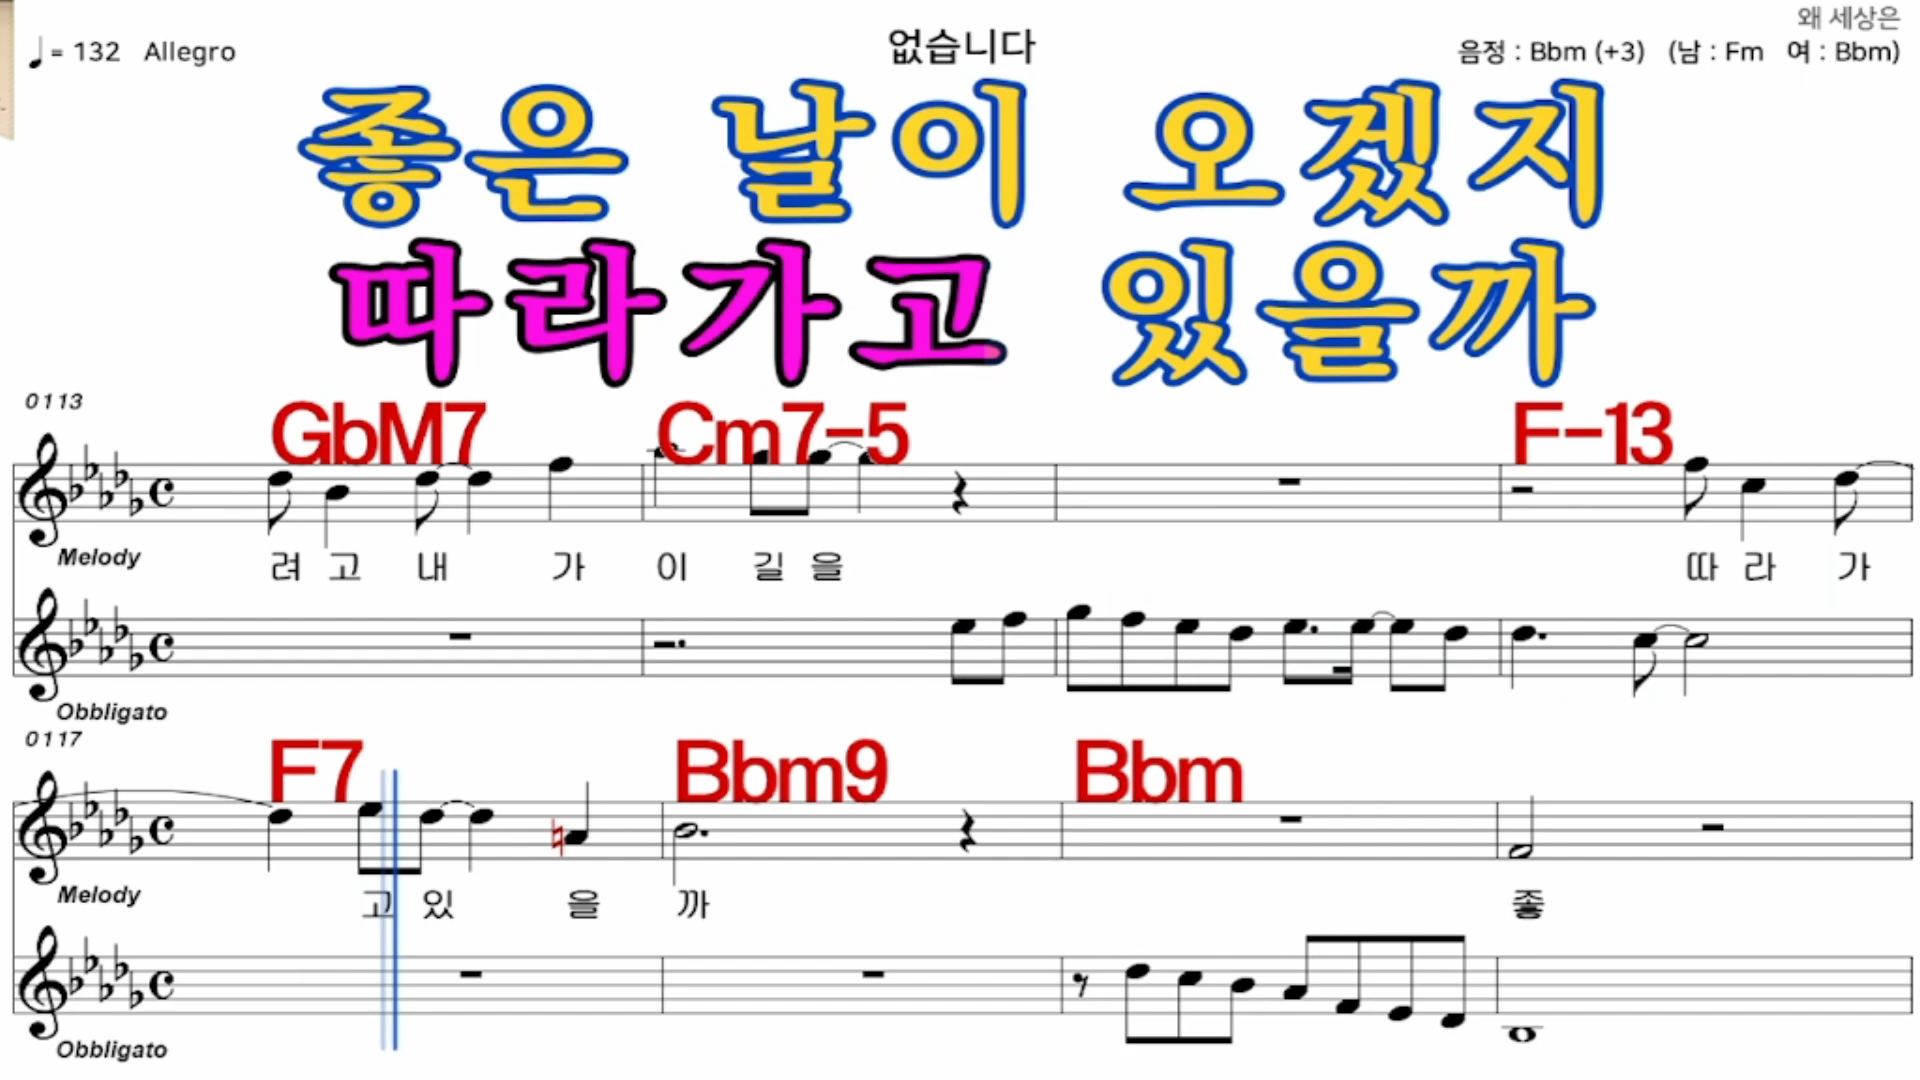 왜 세상은
♩= 132 Allegro
없습니다
음정 : Bbm (+3) (남 : Fm 여 : Bbm)
좋은 날이 오겠지
따라가고 있을까
0113
GbM7 Cm7-5 F-13
Melody
려 고 내 가 이 길 을 따 라 가
Obbligato
0117
F7 Bbm9 Bbm
Melody
고 있 을 까 좋
Obbligato